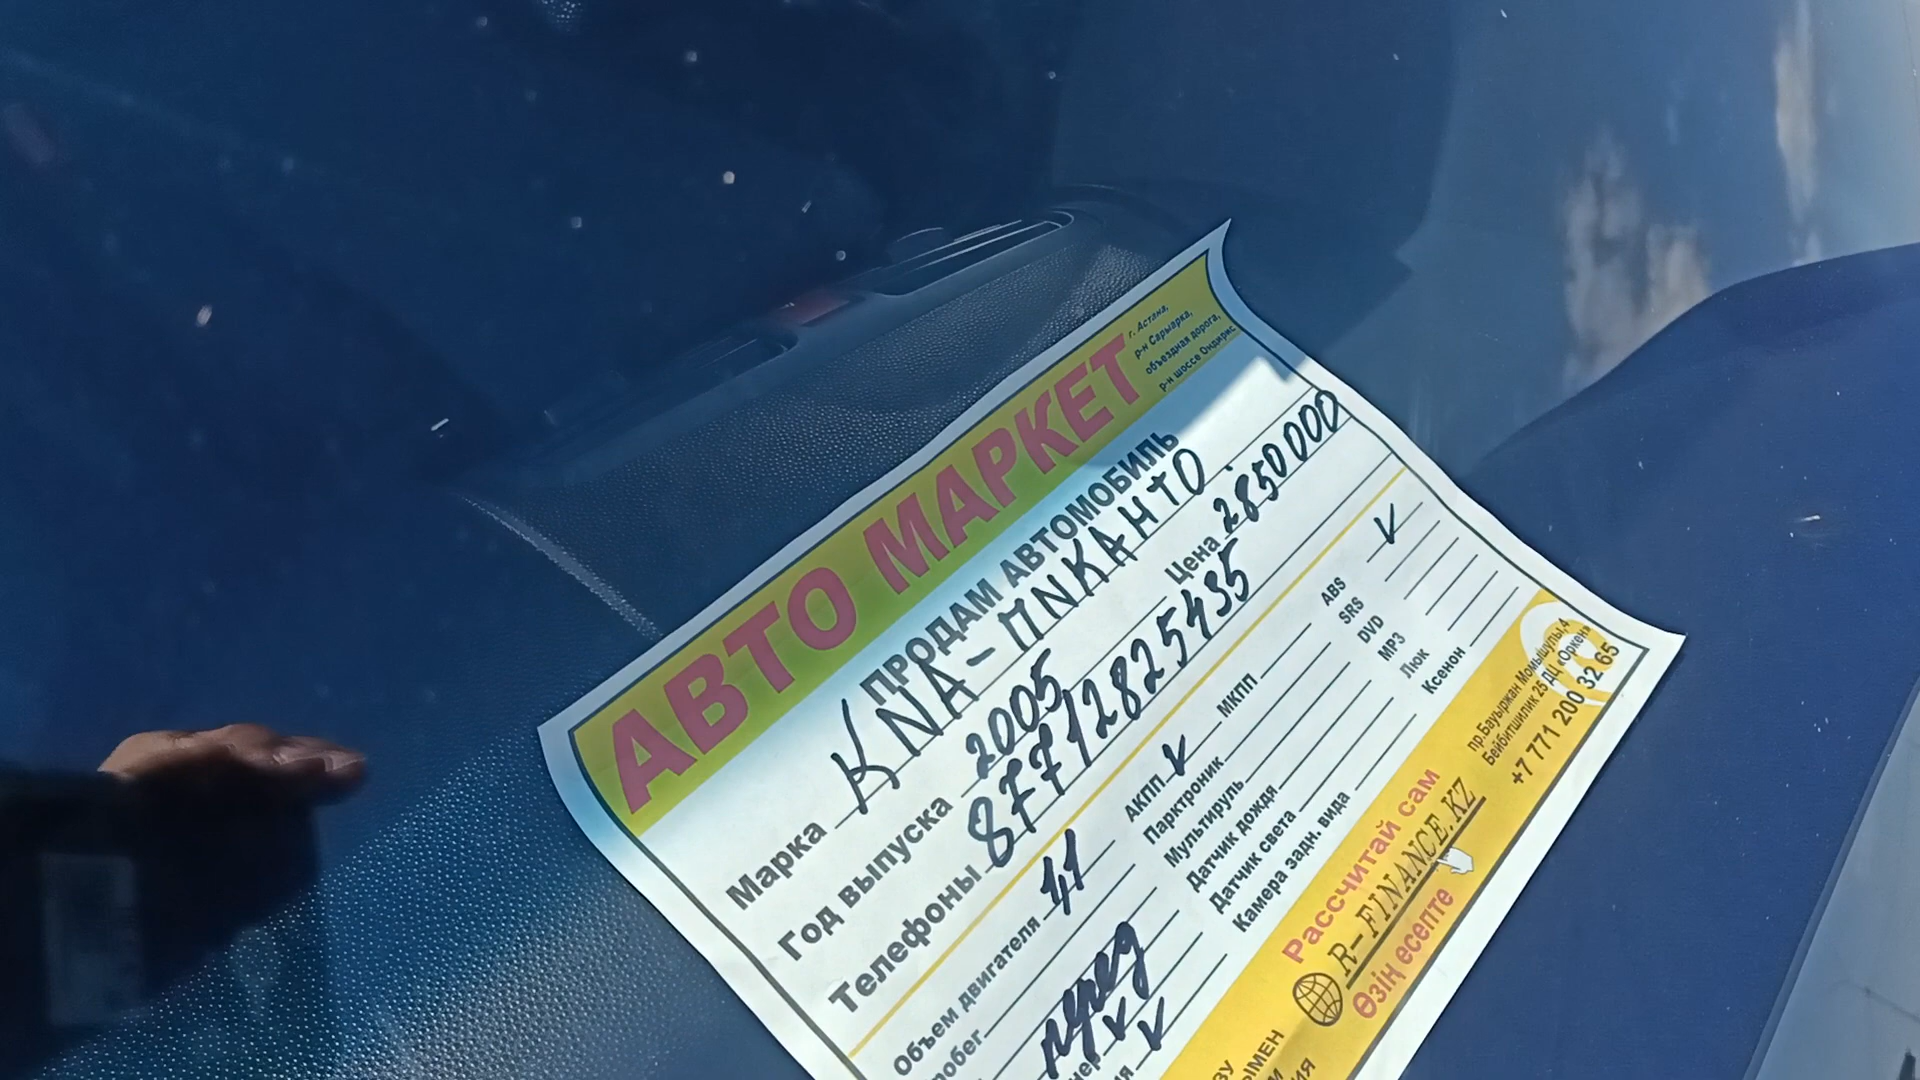 АВТО МАРКЕТ
г. Астана,
р-н Сарыарка,
объездная дорога,
р-н шоссе Ондирис
ПРОДАМ АВТОМОБИЛЬ
Марка KNA-ПNКАНТО
Год выпуска 2005 Цена 2850000
Телефоны 87712825435
Объем двигателя 1,1 АКПП V МКПП ABS V
Парктроник SRS
Мультируль DVD
пред Датчик дождя MP3
V Датчик света Люк
V Камера задн. вида Ксенон
Рассчитай сам
R-FINANCE.KZ
Өзің есепте
пр.Бауыржан Момышулы,4
Бейбитшилик 25 ДЦ «Оркен»
+7 771 200 32 65